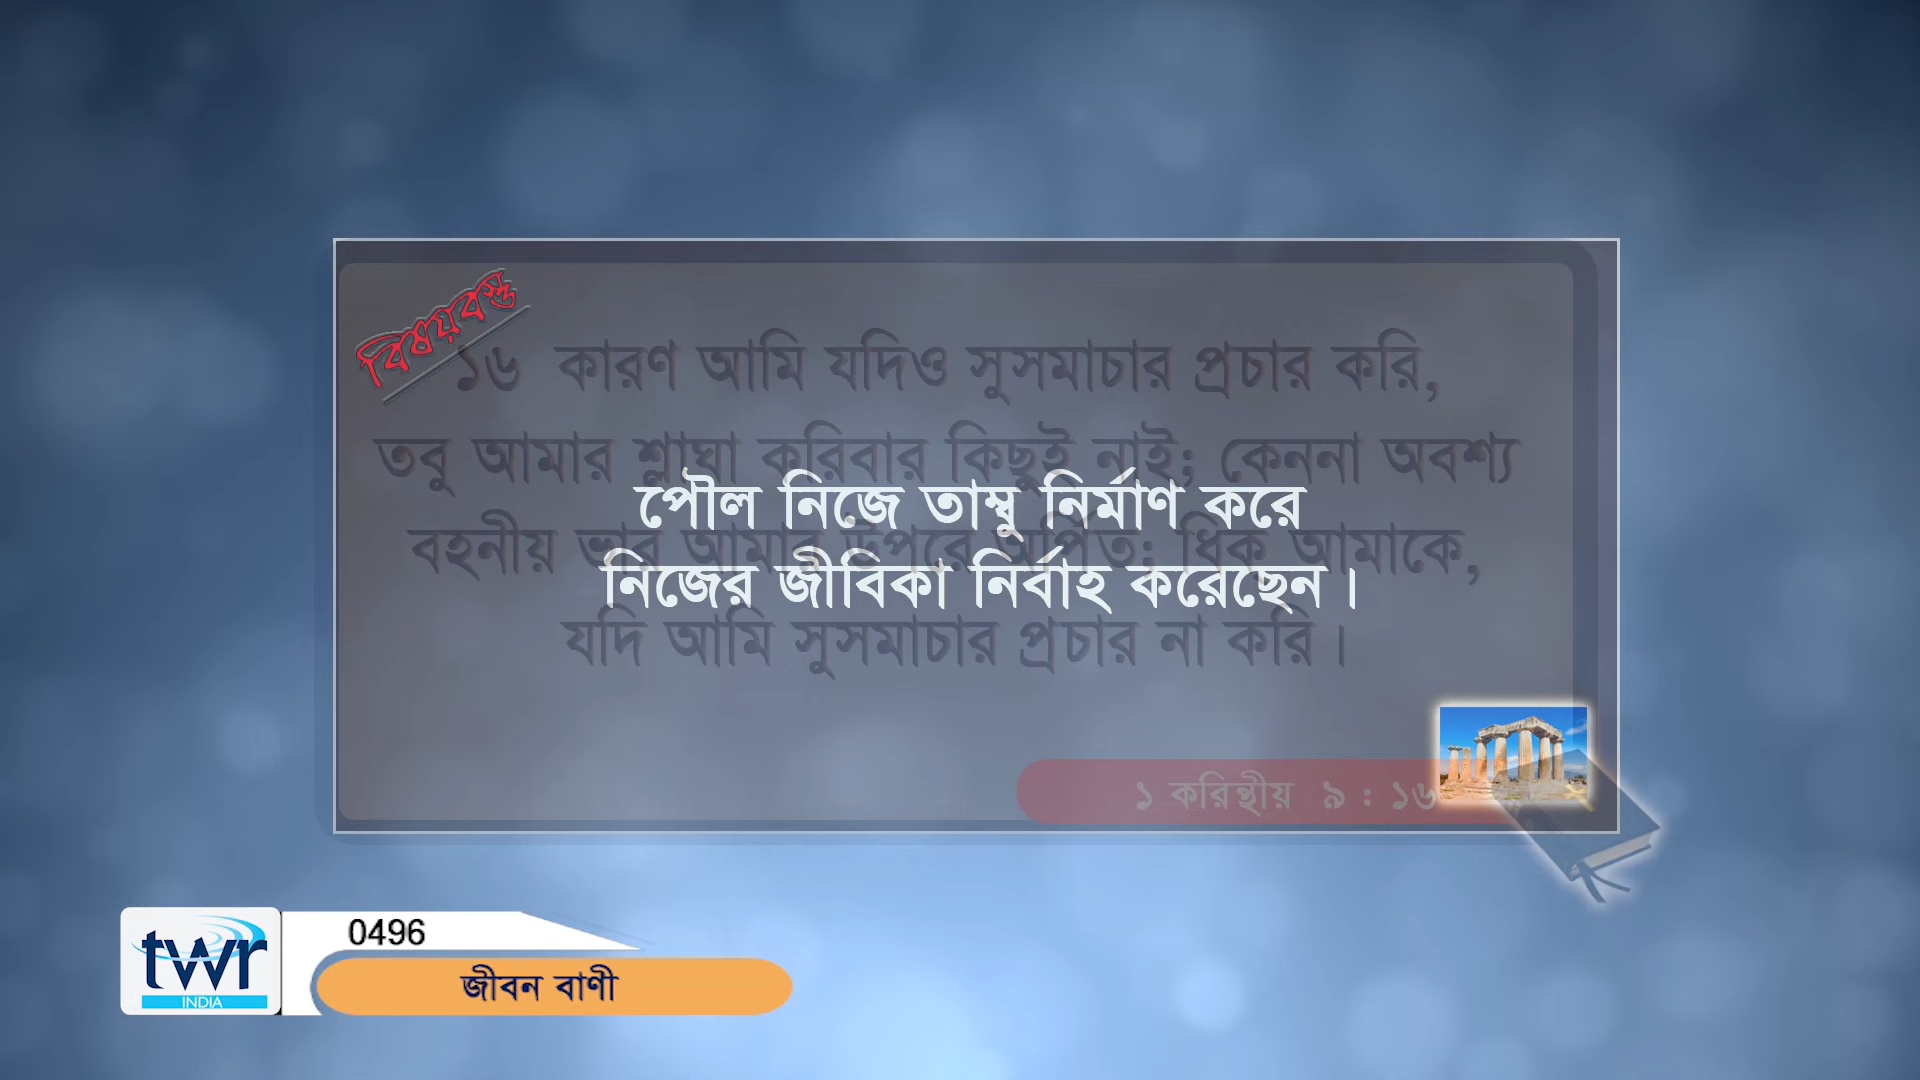 বিষয়বস্তু
১৬ কারণ আমি যদিও সুসমাচার প্রচার করি,
তবু আমার শ্লাঘা করিবার কিছুই নাই; কেননা অবশ্য
পৌল নিজে তাম্বু নির্মাণ করে
বহনীয় ভার আমার উপরে অর্পিত; ধিক্ আমাকে,
নিজের জীবিকা নির্বাহ করেছেন।
যদি আমি সুসমাচার প্রচার না করি।
১ করিন্থীয় ৯ : ১৬
twr
INDIA
0496
জীবন বাণী